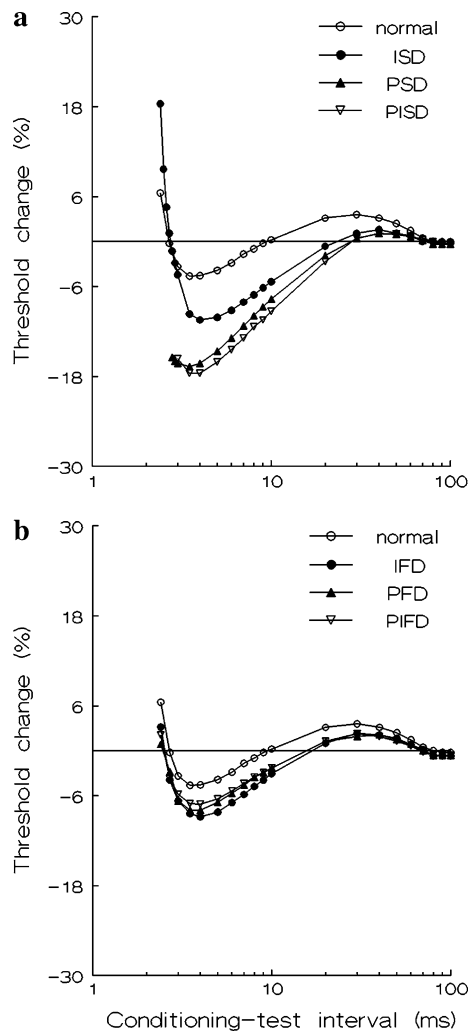 a
30
18
6
−6
−18
−30
Threshold change (%)
normal
ISD
PSD
PISD
1
10
100
b
30
18
6
−6
−18
−30
Threshold change (%)
normal
IFD
PFD
PIFD
1
10
100
Conditioning−test interval (ms)